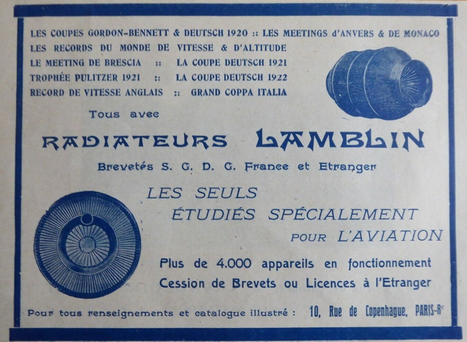 LES COUPES GORDON-BENNETT & DEUTSCH 1920 :: LES MEETINGS d'ANVERS & DE MONACO
LES RECORDS DU MONDE DE VITESSE & D'ALTITUDE
LE MEETING DE BRESCIA :: LA COUPE DEUTSCH 1921
TROPHÉE PULITZER 1921 :: LA COUPE DEUTSCH 1922
RECORD DE VITESSE ANGLAIS :: GRAND COPPA ITALIA
Tous avec
RADIATEURS LAMBLIN
Brevetés S. G. D. G. France et Etranger
LES SEULS
ÉTUDIÉS SPÉCIALEMENT
POUR L'AVIATION
Plus de 4.000 appareils en fonctionnement
Cession de Brevets ou Licences à l'Etranger
Pour tous renseignements et catalogue illustré : 10, Rue de Copenhague, PARIS-8e